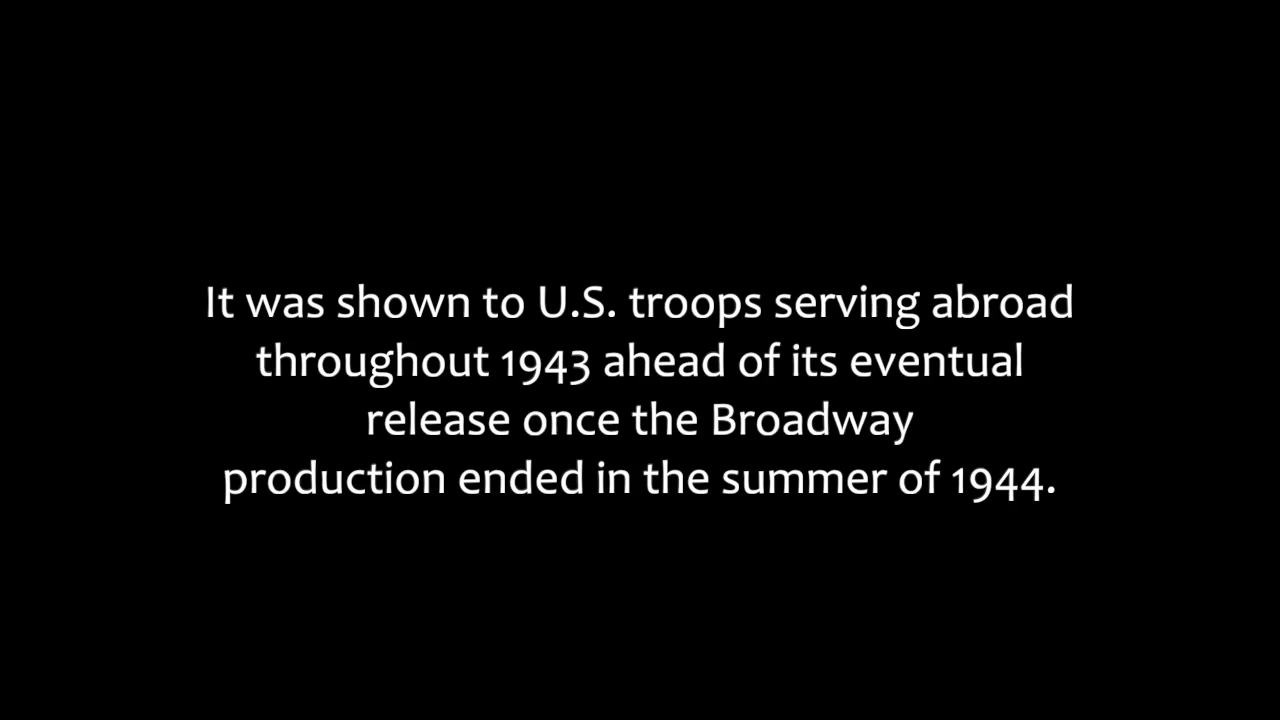 It was shown to U.S. troops serving abroad
throughout 1943 ahead of its eventual
release once the Broadway
production ended in the summer of 1944.